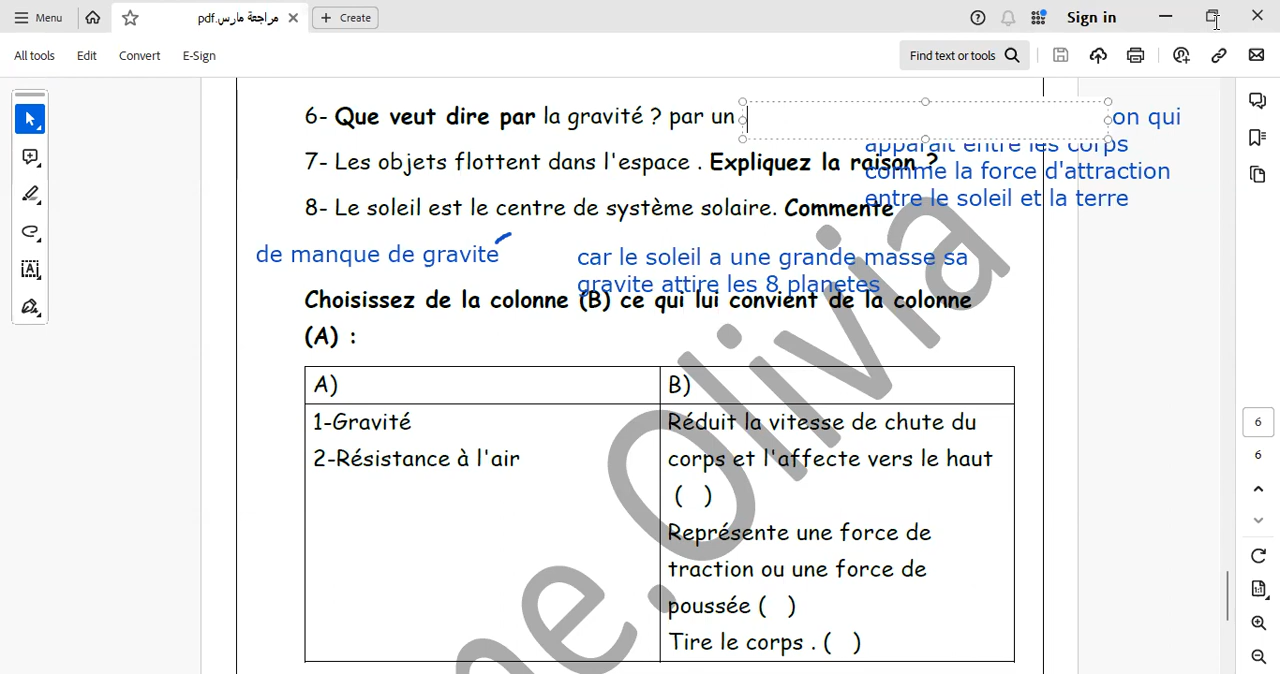 Menu
مراجعة مارس.pdf
Create
Sign in
All tools Edit Convert E-Sign
Find text or tools
6- Que veut dire par la gravité ? par un
on qui
apparait entre les corps
7- Les objets flottent dans l'espace . Expliquez la raison ?
comme la force d'attraction
entre le soleil et la terre
8- Le soleil est le centre de système solaire. Commente
de manque de gravite
car le soleil a une grande masse sa
gravite attire les 8 planetes
Choisissez de la colonne (B) ce qui lui convient de la colonne
(A) :
A) B)
1-Gravité
2-Résistance à l'air
Réduit la vitesse de chute du
corps et l'affecte vers le haut
( )
Représente une force de
traction ou une force de
poussée ( )
Tire le corps . ( )
me.Olivia
6
6